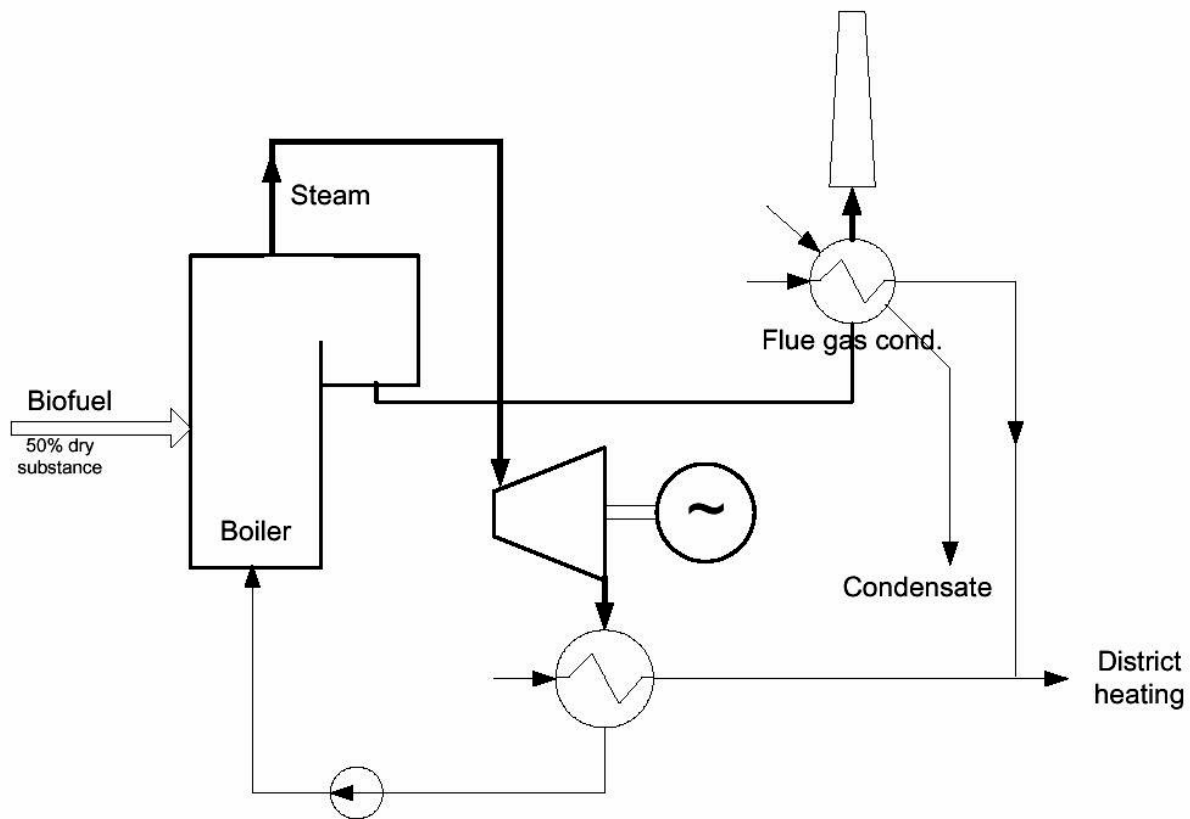 Steam
Flue gas cond.
Biofuel
50% dry
substance
~
Boiler
Condensate
District
heating